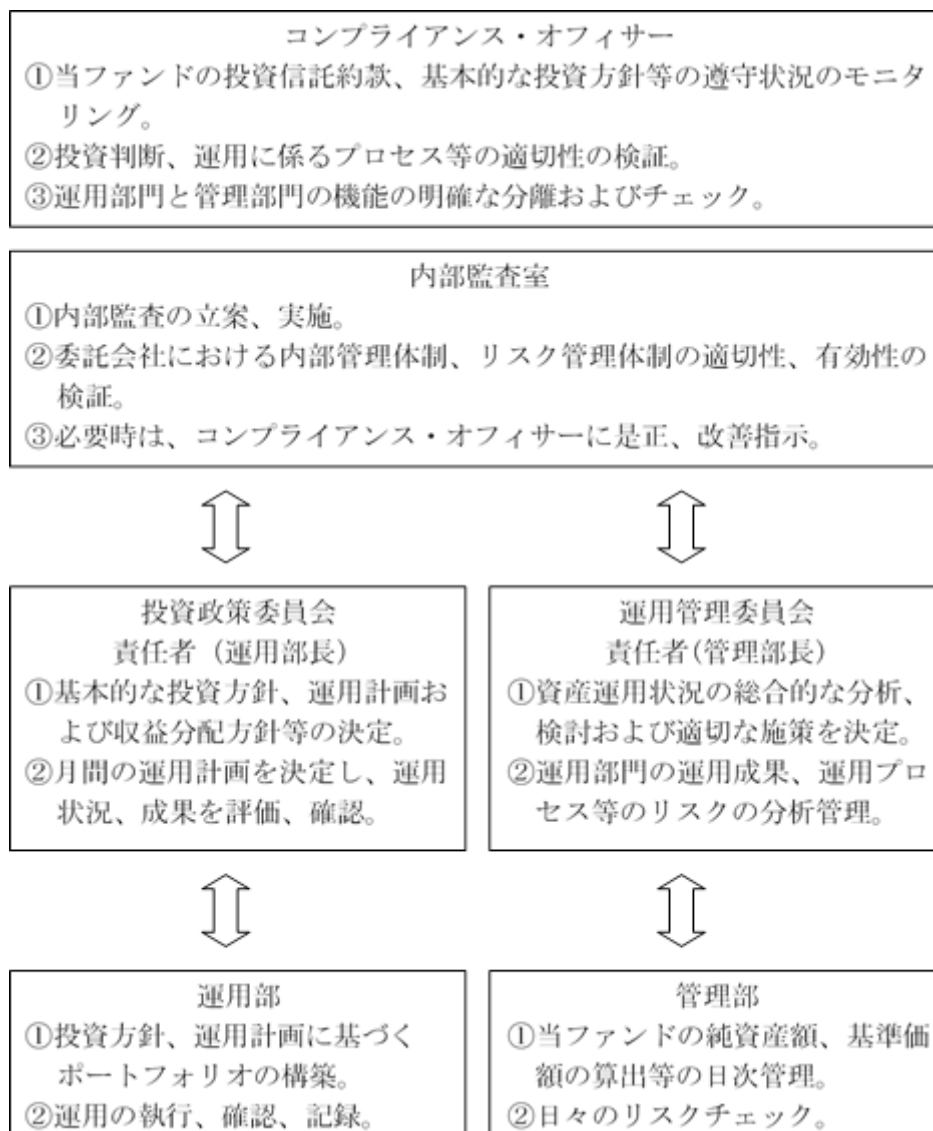 コンプライアンス・オフィサー
①当ファンドの投資信託約款、基本的な投資方針等の遵守状況のモニタ
リング。
②投資判断、運用に係るプロセス等の適切性の検証。
③運用部門と管理部門の機能の明確な分離およびチェック。
内部監査室
①内部監査の立案、実施。
②委託会社における内部管理体制、リスク管理体制の適切性、有効性の
検証。
③必要時は、コンプライアンス・オフィサーに是正、改善指示。
投資政策委員会
責任者（運用部長）
①基本的な投資方針、運用計画お
よび収益分配方針等の決定。
②月間の運用計画を決定し、運用
状況、成果を評価、確認。
運用管理委員会
責任者(管理部長)
①資産運用状況の総合的な分析、
検討および適切な施策を決定。
②運用部門の運用成果、運用プロ
セス等のリスクの分析管理。
運用部
①投資方針、運用計画に基づく
ポートフォリオの構築。
②運用の執行、確認、記録。
管理部
①当ファンドの純資産額、基準価
額の算出等の日次管理。
②日々のリスクチェック。